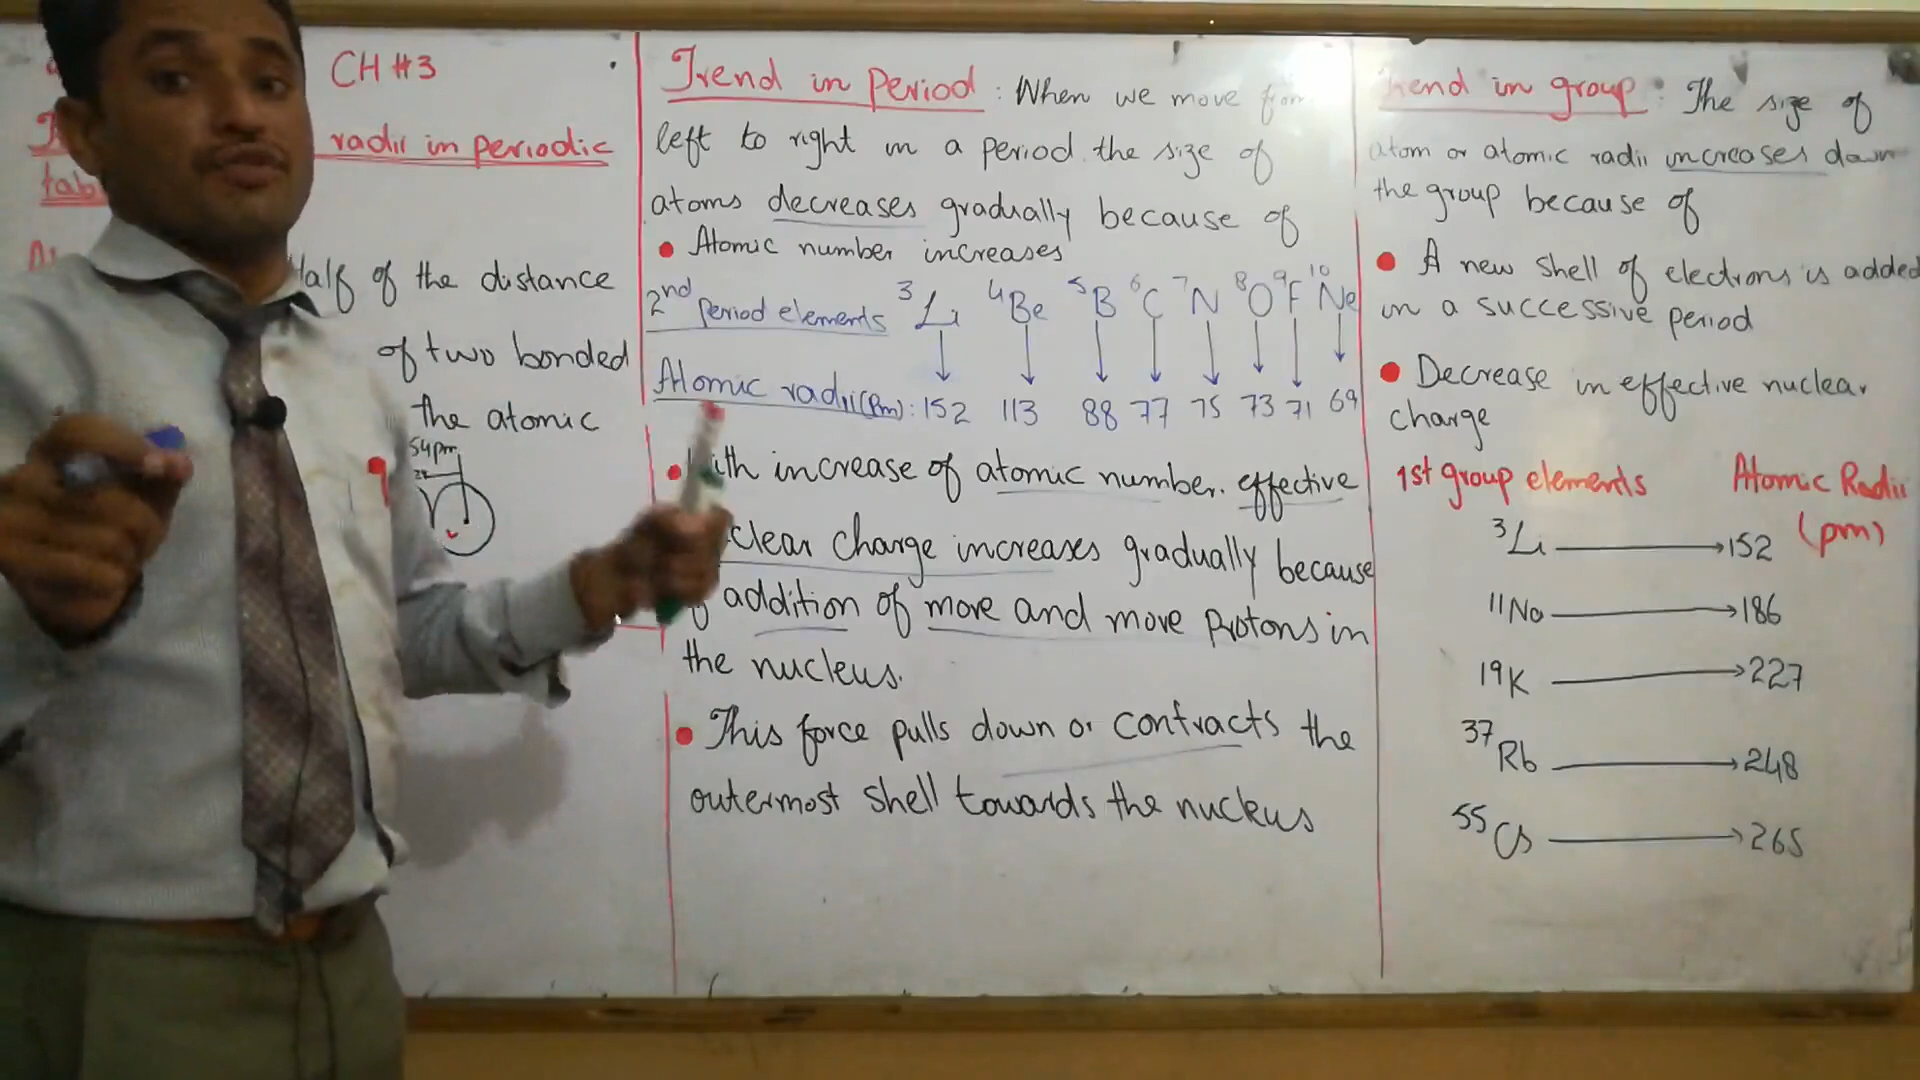 CH #3
radii in periodic
Half of the distance
of two bonded
the atomic
54pm
Trend in Period : When we move from
left to right in a period the size of
atoms decreases gradually because of
• Atomic number increases
2nd Period elements 3Li 4Be 5B 6C 7N 8O 9F 10Ne
Atomic radii(Pm): 152 113 88 77 75 73 71 69
• With increase of atomic number. effective
clear charge increases gradually because
of addition of more and more Protons in
the nucleus.
• This force pulls down or contracts the
outermost shell towards the nucleus
Trend in group : The size of
atom or atomic radii increases down
the group because of
• A new shell of electrons is added
in a successive period
• Decrease in effective nuclear
charge
1st group elements Atomic Radii
(pm)
3Li → 152
11Na → 186
19K → 227
37Rb → 248
55Cs → 265